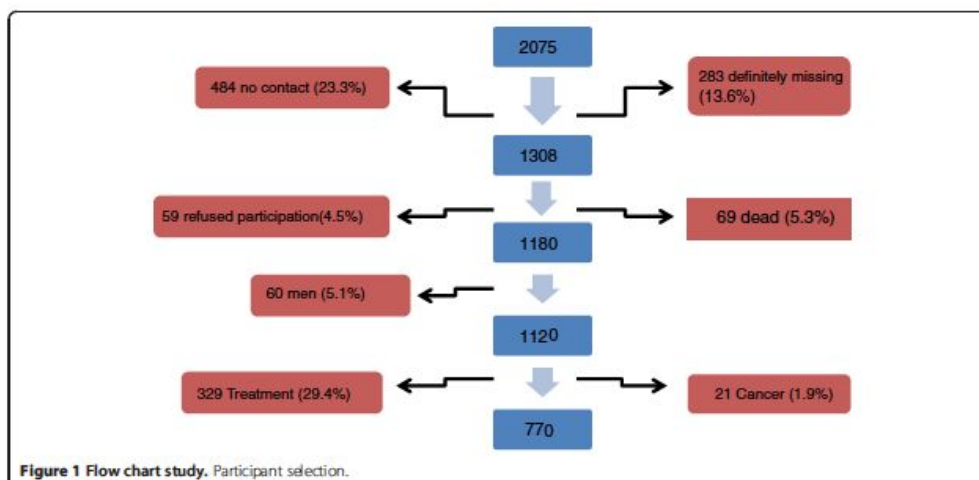 2075
484 no contact (23.3%)
283 definitely missing
(13.6%)
1308
59 refused participation(4.5%)
69 dead (5.3%)
1180
60 men (5.1%)
1120
329 Treatment (29.4%)
21 Cancer (1.9%)
770
Figure 1 Flow chart study. Participant selection.